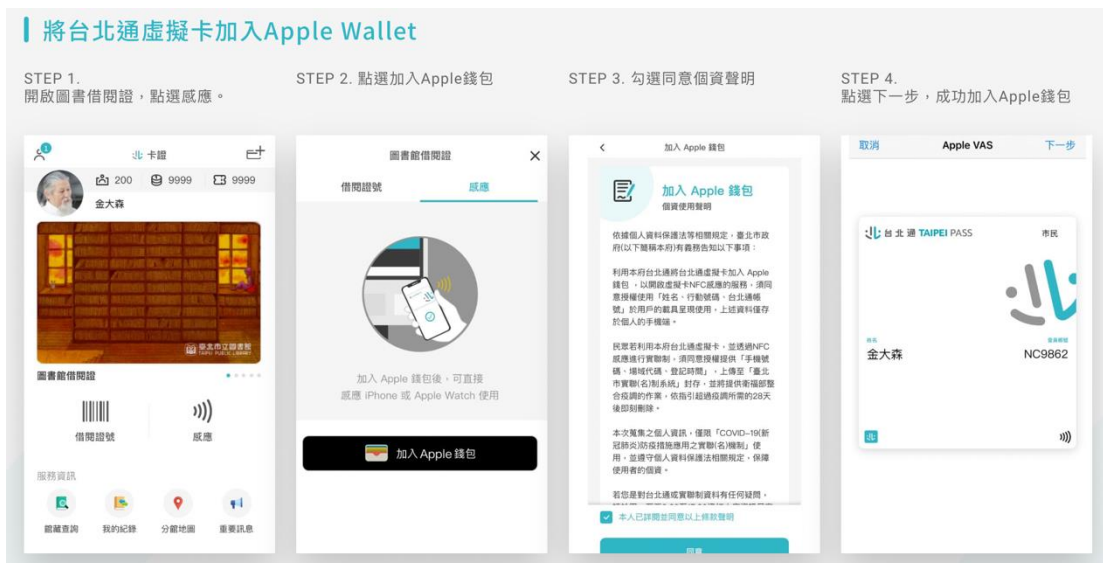 將台北通虛擬卡加入Apple Wallet
STEP 1.
開啟圖書借閱證，點選感應。
1
卡證
200
9999
9999
金大森
臺北市立圖書館
TAIPEI PUBLIC LIBRARY
圖書館借閱證
借閱證號
感應
服務資訊
館藏查詢
我的紀錄
分館地圖
重要訊息
STEP 2. 點選加入Apple錢包
圖書館借閱證
借閱證號
感應
加入 Apple 錢包後，可直接
感應 iPhone 或 Apple Watch 使用
加入 Apple 錢包
STEP 3. 勾選同意個資聲明
加入 Apple 錢包
加入 Apple 錢包
個資使用聲明
依據個人資料保護法等相關規定，臺北市政
府(以下簡稱本府)有義務告知以下事項：
利用本府台北通將台北通虛擬卡加入 Apple
錢包，以開啟虛擬卡NFC感應的服務，須同
意授權使用「姓名、行動號碼、台北通帳
號」於用戶的載具呈現使用，上述資料僅存
於個人的手機端。
民眾若利用本府台北通虛擬卡，並透過NFC
感應進行實聯制，須同意授權提供「手機號
碼、場域代碼、登記時間」，上傳至「臺北
市實聯(名)制系統」封存，並將提供衛福部整
合疫調的作業，依指引超過疫調所需的28天
後即刻刪除。
本次蒐集之個人資訊，僅限「COVID-19(新
冠肺炎)防疫措施應用之實聯(名)機制」使
用，並遵守個人資料保護法相關規定，保障
使用者的個資。
若您是對台北通或實聯制資料有任何疑問，
本人已詳閱並同意以上條款聲明
同意
STEP 4.
點選下一步，成功加入Apple錢包
取消
Apple VAS
下一步
台北通 TAIPEI PASS
市民
姓名
金大森
NC9862